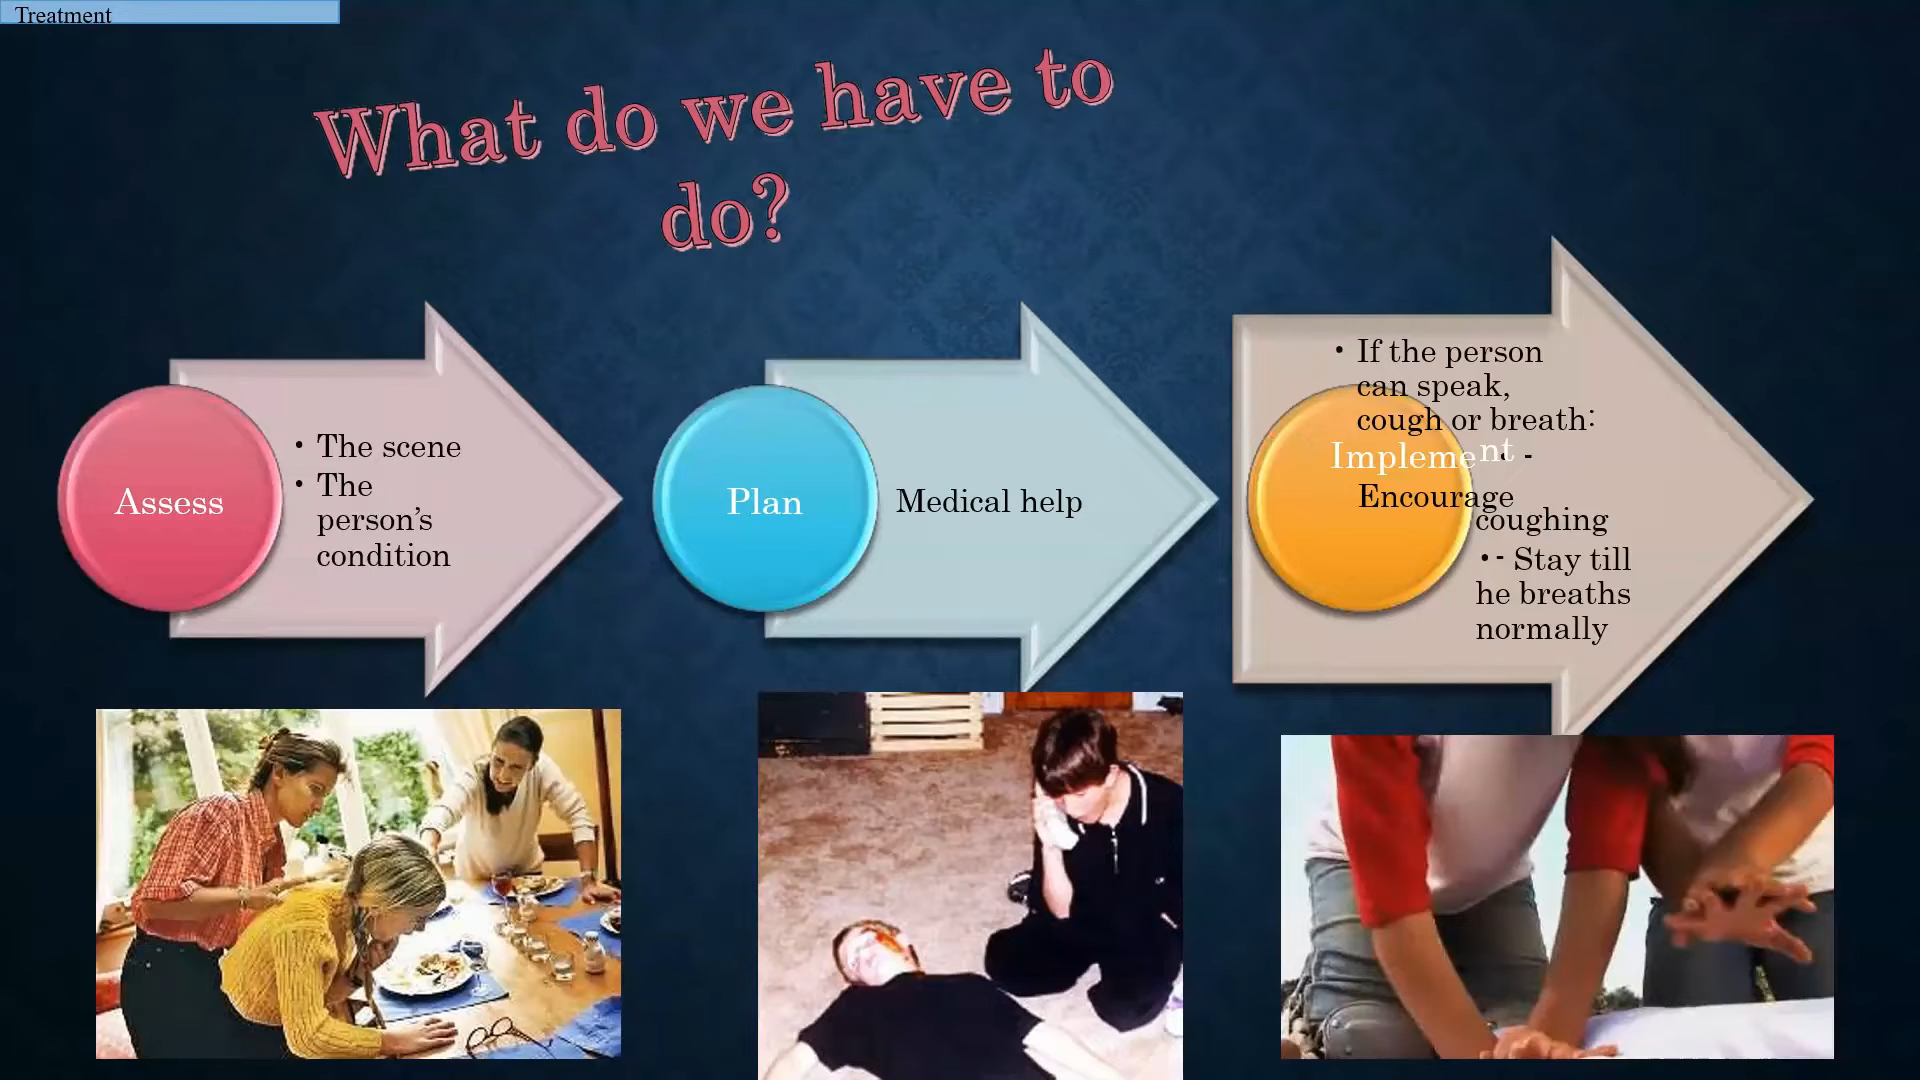 Treatment
What do we have to
do?
Assess
• The scene
• The
person’s
condition
Plan
Medical help
Implement
• If the person
can speak,
cough or breath:
• -
Encourage
coughing
•- Stay till
he breaths
normally